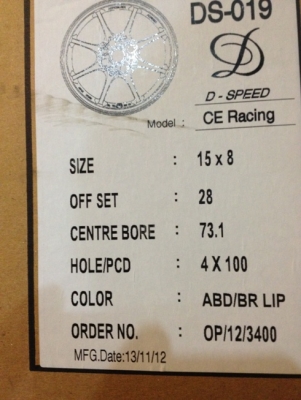 DS-019
D - SPEED
Model : CE Racing
SIZE : 15 x 8
OFF SET : 28
CENTRE BORE : 73.1
HOLE/PCD : 4 X 100
COLOR : ABD/BR LIP
ORDER NO. : OP/12/3400
MFG.Date:13/11/12